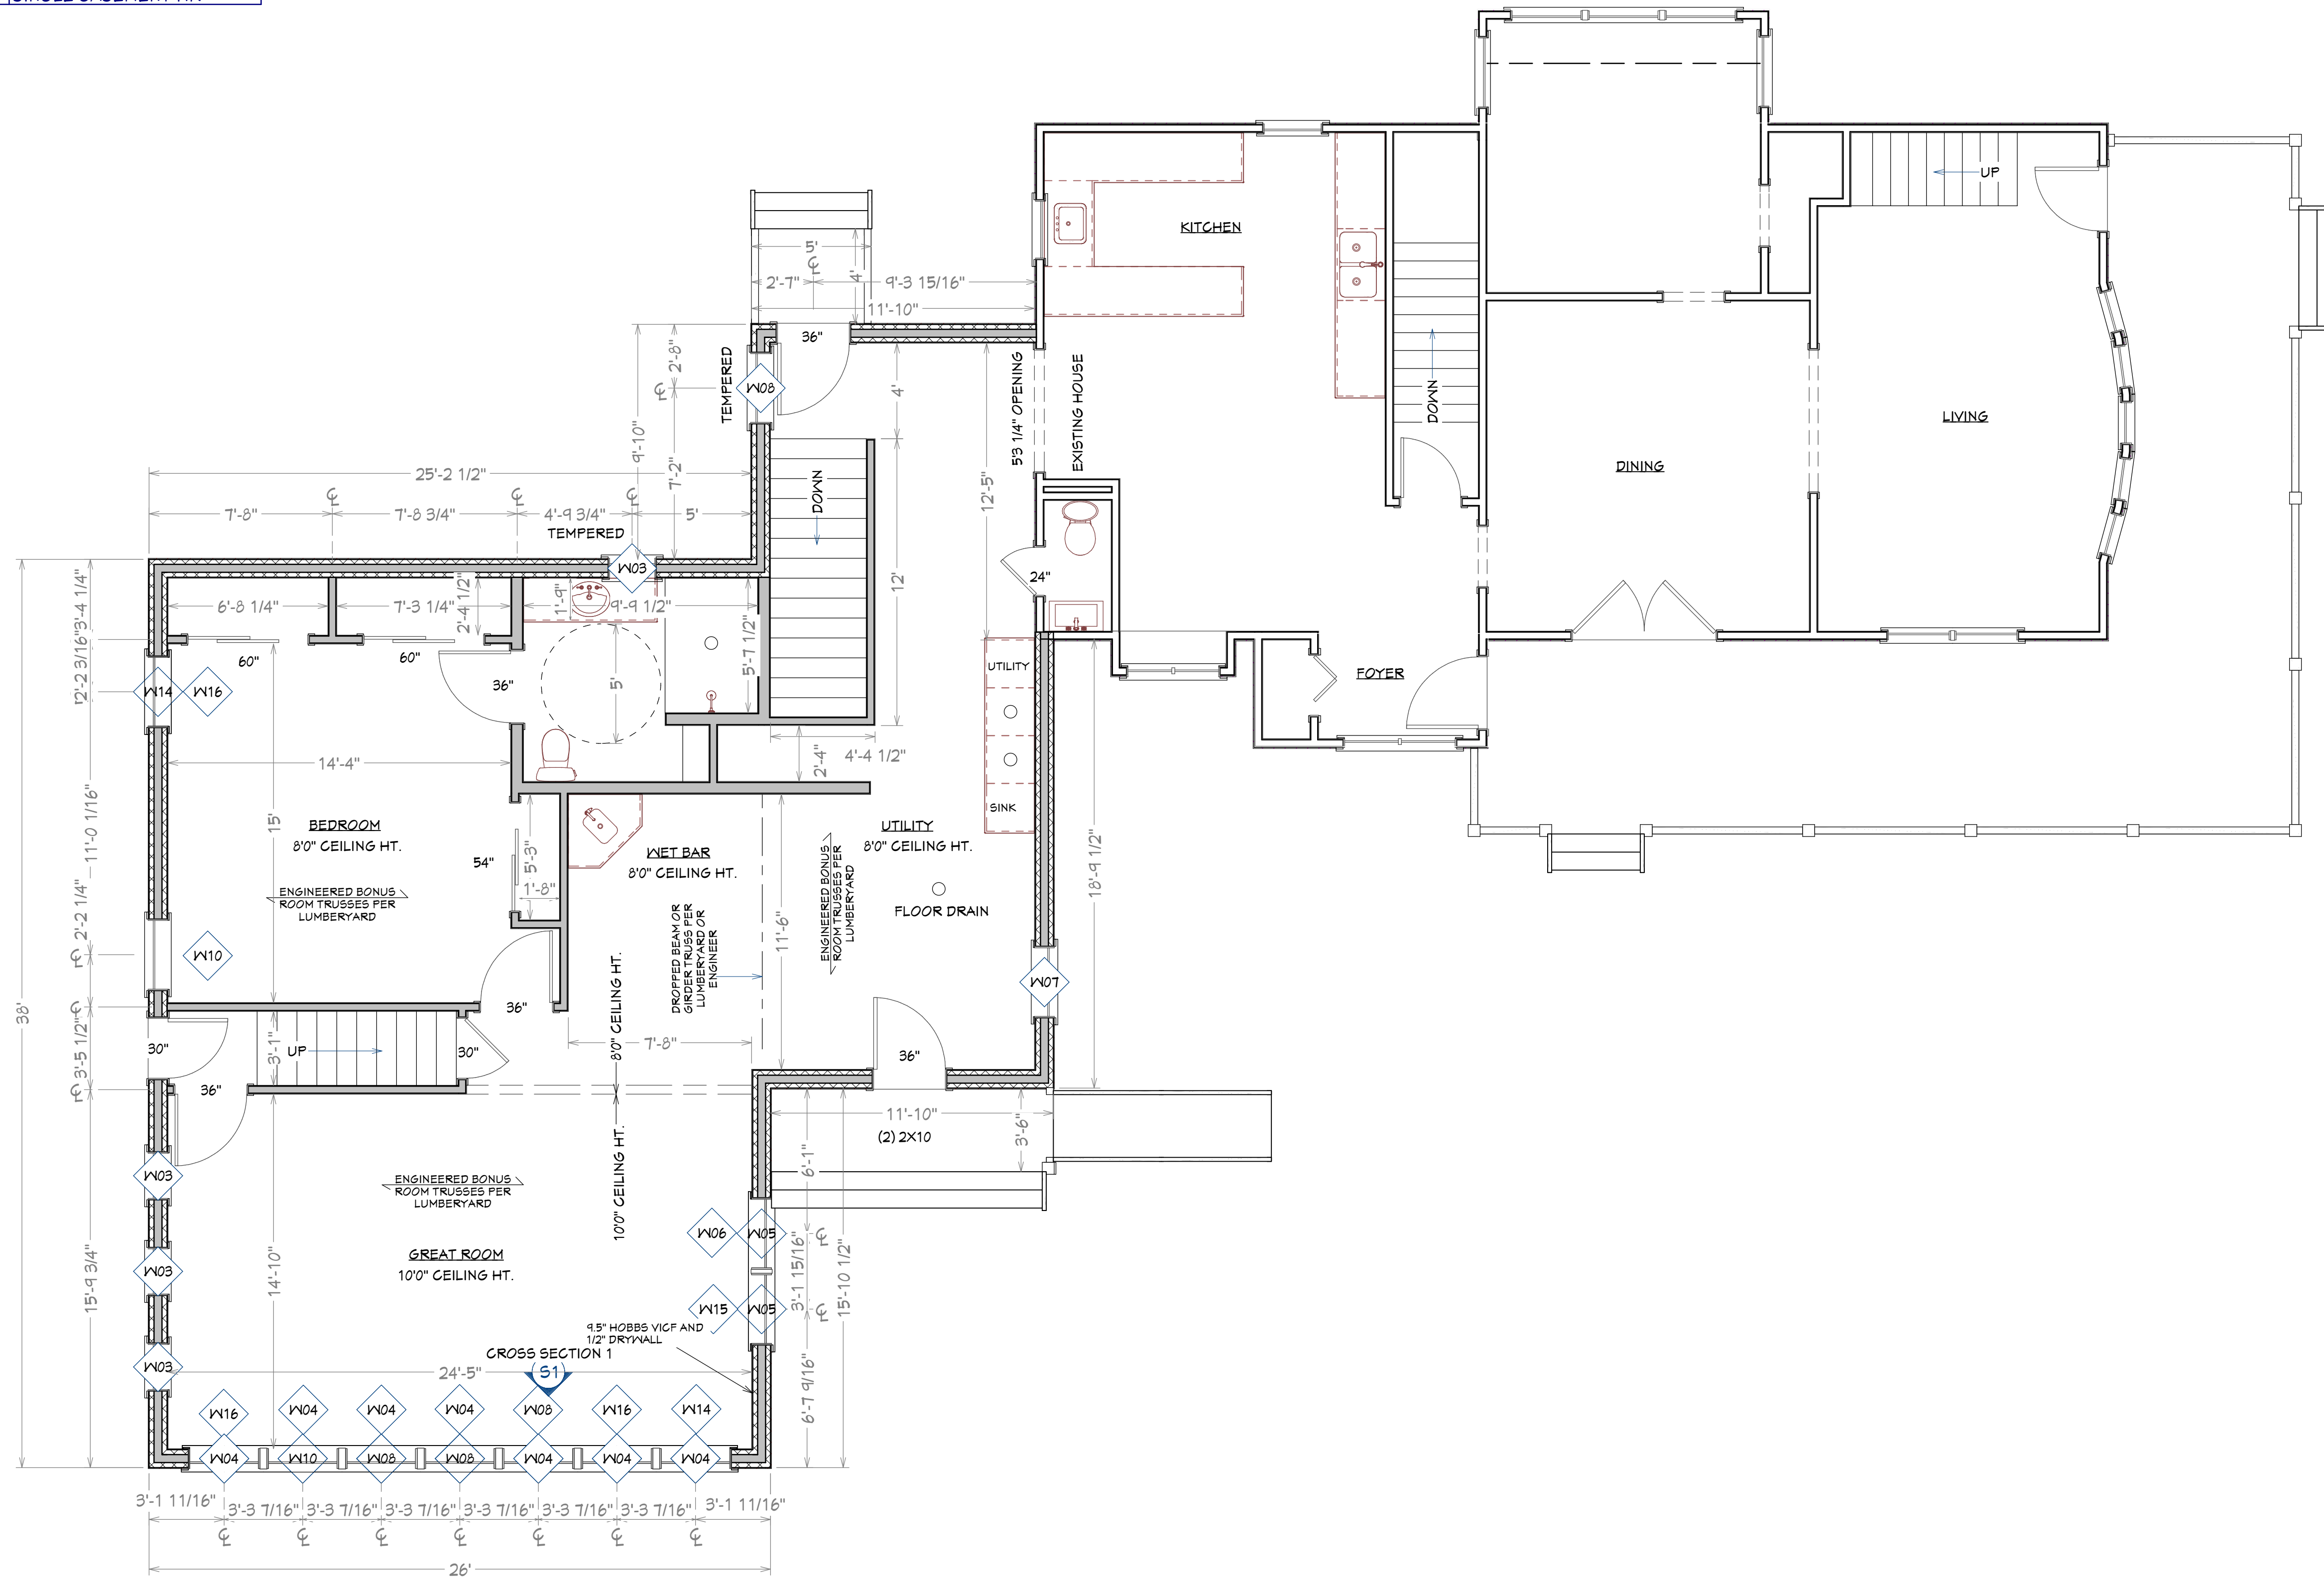 UP
KITCHEN
5'
2'-7"
9'-3 15/16"
4'
11'-10"
36"
TEMPERED
W08
2'-8"
7'-2"
9'-10"
4'
5'3 1/4" OPENING
EXISTING HOUSE
DOWN
DINING
LIVING
25'-2 1/2"
7'-8"
7'-8 3/4"
4'-9 3/4"
5'
TEMPERED
W03
DOWN
12'-5"
12'
24"
3'-4 1/4"
2'-2 3/16"
6'-8 1/4"
7'-3 1/4"
2'-4 1/2"
1'-9"
9'-9 1/2"
5'-7 1/2"
60"
60"
36"
5'
UTILITY
FOYER
W14
W16
14'-4"
2'-4"
4'-4 1/2"
SINK
11'-0 1/16"
15'
BEDROOM
8'0" CEILING HT.
54"
5'-3"
1'-8"
WET BAR
8'0" CEILING HT.
UTILITY
8'0" CEILING HT.
18'-9 1/2"
ENGINEERED BONUS
ROOM TRUSSES PER
LUMBERYARD
ENGINEERED BONUS
ROOM TRUSSES PER
LUMBERYARD
FLOOR DRAIN
11'-6"
DROPPED BEAM OR
GIRDER TRUSS PER
LUMBERYARD OR
ENGINEER
2'-2 1/4"
W10
W07
38'
36"
8'0" CEILING HT.
7'-8"
36"
3'-5 1/2"
30"
UP
3'-1"
30"
36"
10'0" CEILING HT.
11'-10"
(2) 2X10
3'-6"
6'-1"
W03
ENGINEERED BONUS
ROOM TRUSSES PER
LUMBERYARD
W06
W05
GREAT ROOM
10'0" CEILING HT.
W03
14'-10"
15'-9 3/4"
3'-1 15/16"
15'-10 1/2"
W15
W05
9.5" HOBBS VICF AND
1/2" DRYWALL
CROSS SECTION 1
S1
W03
24'-5"
6'-7 9/16"
W16
W04
W04
W04
W08
W16
W14
W04
W10
W08
W08
W04
W04
W04
3'-1 11/16"
3'-3 7/16"
3'-3 7/16"
3'-3 7/16"
3'-3 7/16"
3'-3 7/16"
3'-3 7/16"
3'-1 11/16"
26'